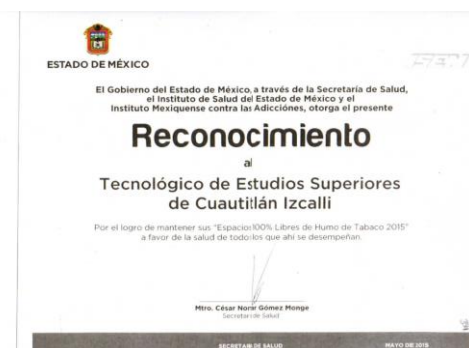 ESTADO DE MÉXICO
El Gobierno del Estado de México, a través de la Secretaría de Salud,
el Instituto de Salud del Estado de México y el
Instituto Mexiquense contra las Adicciónes, otorga el presente
Reconocimiento
al
Tecnológico de Estudios Superiores
de Cuautitlán Izcalli
Por el logro de mantener sus "Espacios 100% Libres de Humo de Tabaco 2015"
a favor de la salud de todos los que ahí se desempeñan.
Mtro. César Nomar Gómez Monge
Secretario de Salud
SECRETARÍA DE SALUD
MAYO DE 2015